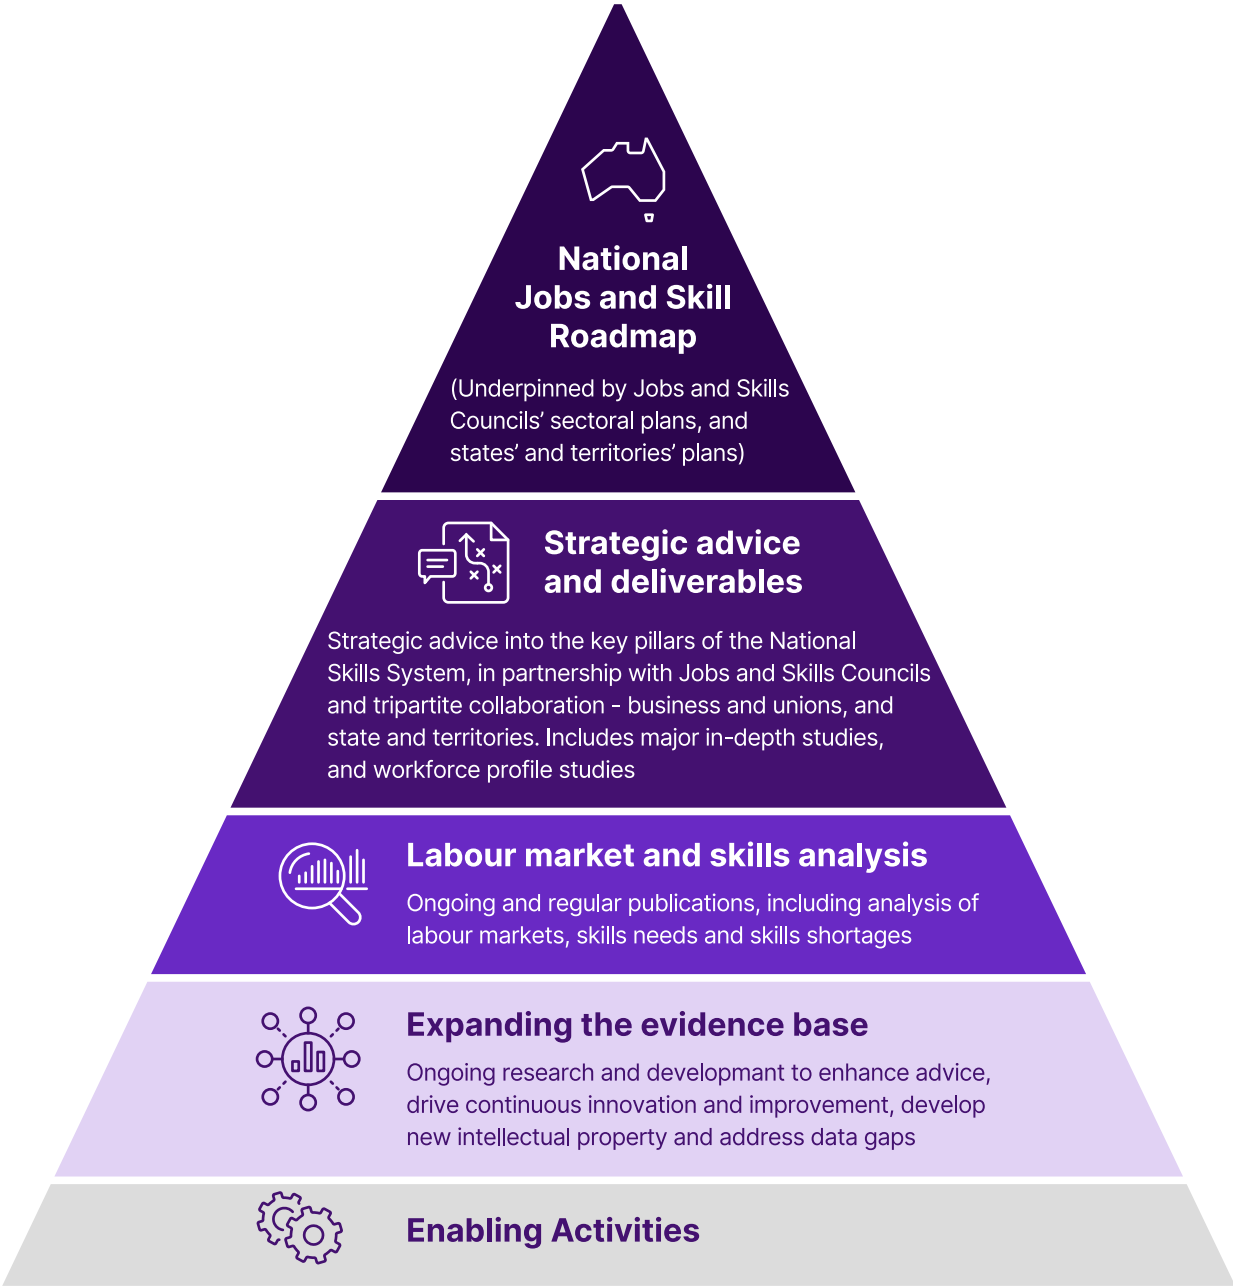 National
Jobs and Skill
Roadmap
(Underpinned by Jobs and Skills
Councils’ sectoral plans, and
states’ and territories’ plans)
Strategic advice
and deliverables
Strategic advice into the key pillars of the National
Skills System, in partnership with Jobs and Skills Councils
and tripartite collaboration - business and unions, and
state and territories. Includes major in-depth studies,
and workforce profile studies
Labour market and skills analysis
Ongoing and regular publications, including analysis of
labour markets, skills needs and skills shortages
Expanding the evidence base
Ongoing research and developmant to enhance advice,
drive continuous innovation and improvement, develop
new intellectual property and address data gaps
Enabling Activities